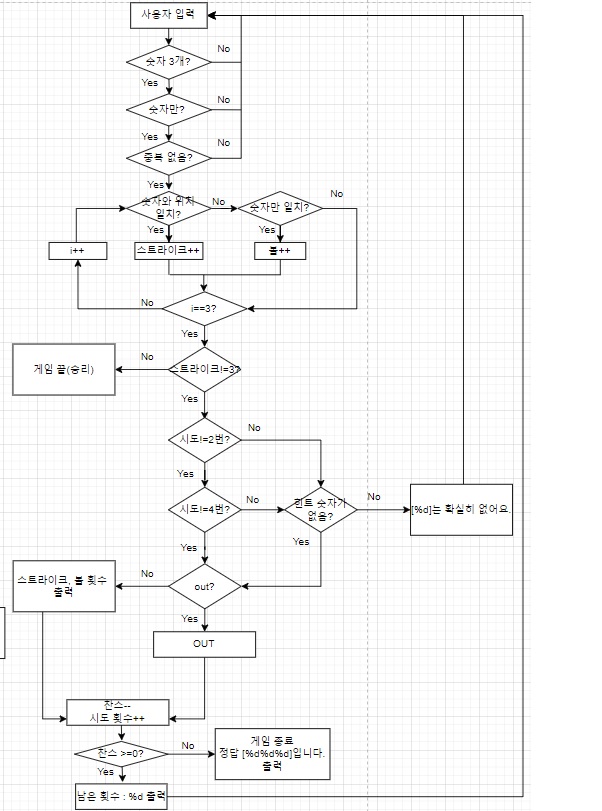 사용자 입력
No
숫자 3개?
Yes
No
숫자만?
Yes
No
중복 없음?
Yes
숫자와 위치
일치?
No
숫자만 일치?
No
Yes
Yes
i++
스트라이크++
볼++
No
i==3?
Yes
게임 끝(승리)
No
스트라이크!=3?
Yes
시도!=2번?
No
Yes
시도!=4번?
No
힌트 숫자가
없음?
No
[%d]는 확실히 없어요.
Yes
Yes
스트라이크, 볼 횟수
출력
No
out?
Yes
OUT
찬스--
시도 횟수++
찬스 >=0?
No
게임 종료
정답 [%d%d%d]입니다.
출력
Yes
남은 횟수 : %d 출력